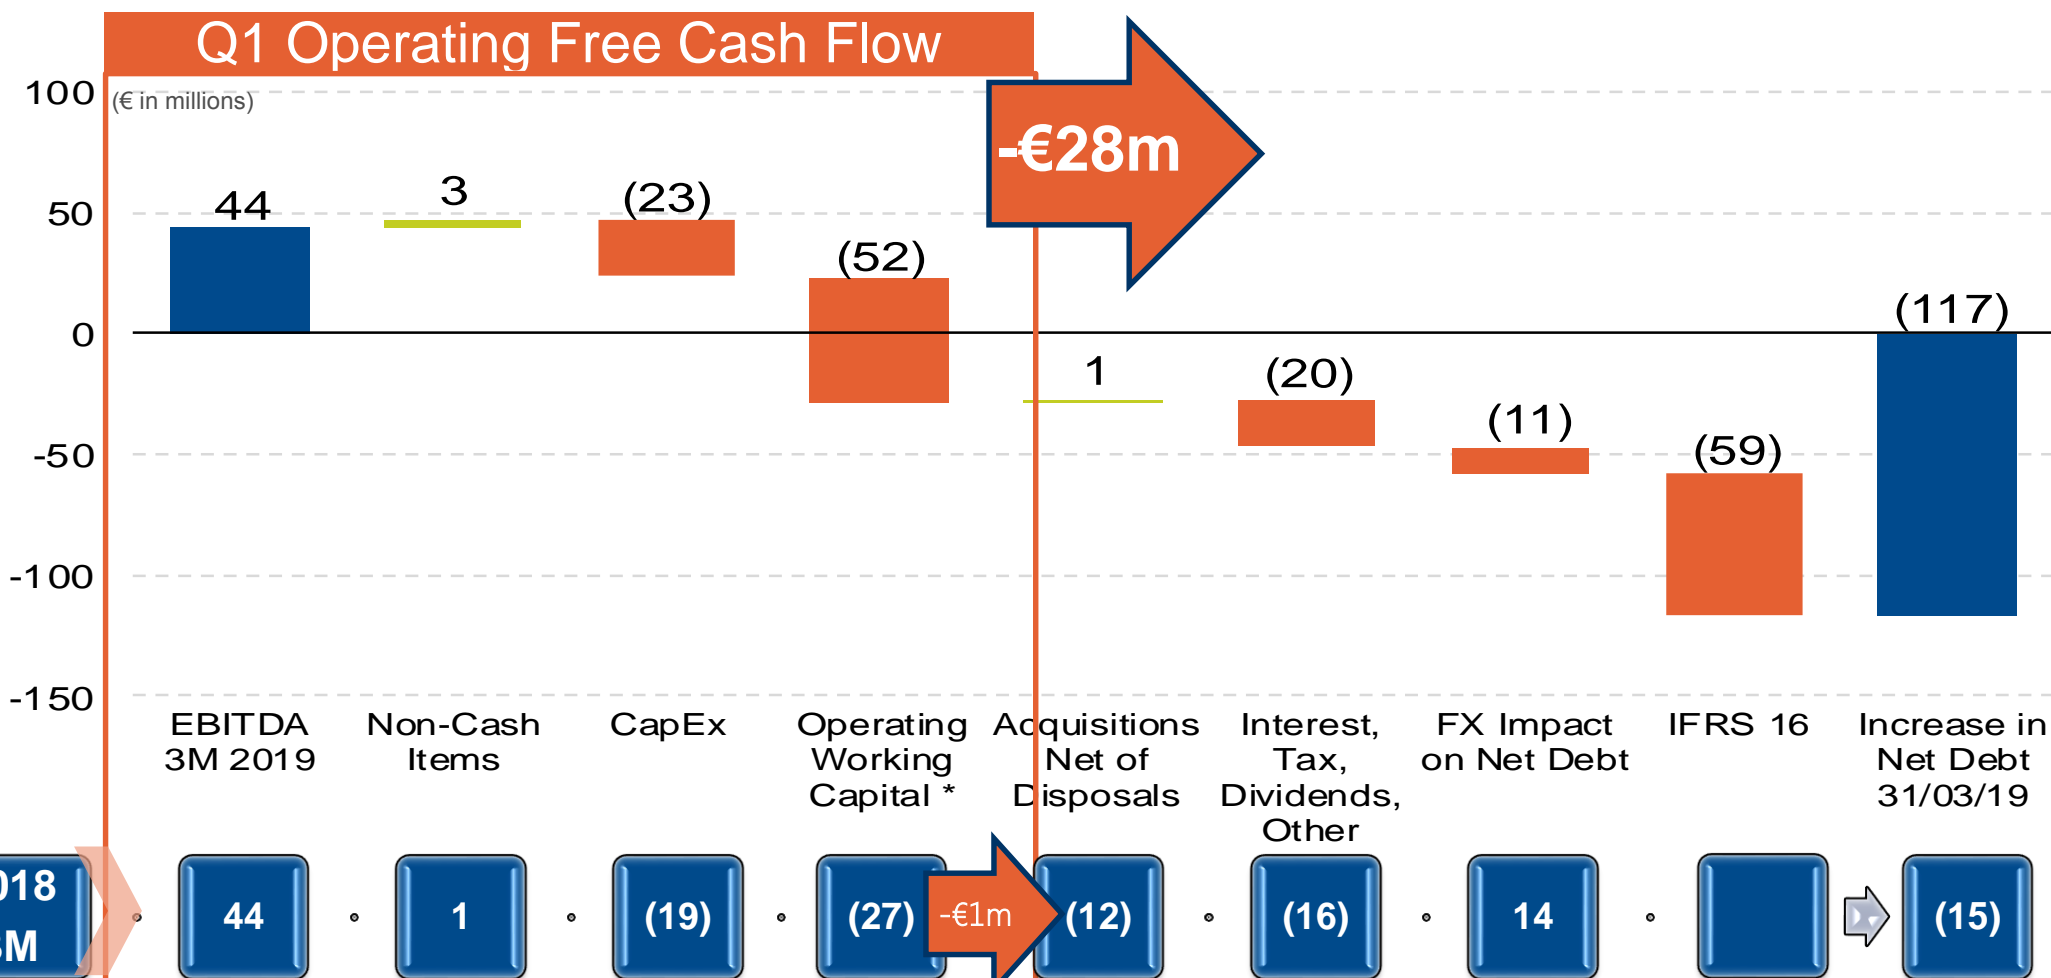 Q1 Operating Free Cash Flow
100
(€ in millions)
-€28m
44
3
(23)
50
(52)
0
(117)
1
(20)
(11)
(59)
-50
-100
-150
EBITDA
3M 2019
Non-Cash
Items
CapEx
Operating
Working
Capital *
Acquisitions
Net of
Disposals
Interest,
Tax,
Dividends,
Other
FX Impact
on Net Debt
IFRS 16
Increase in
Net Debt
31/03/19
44
1
(19)
(27)
-€1m
(12)
(16)
14
(15)